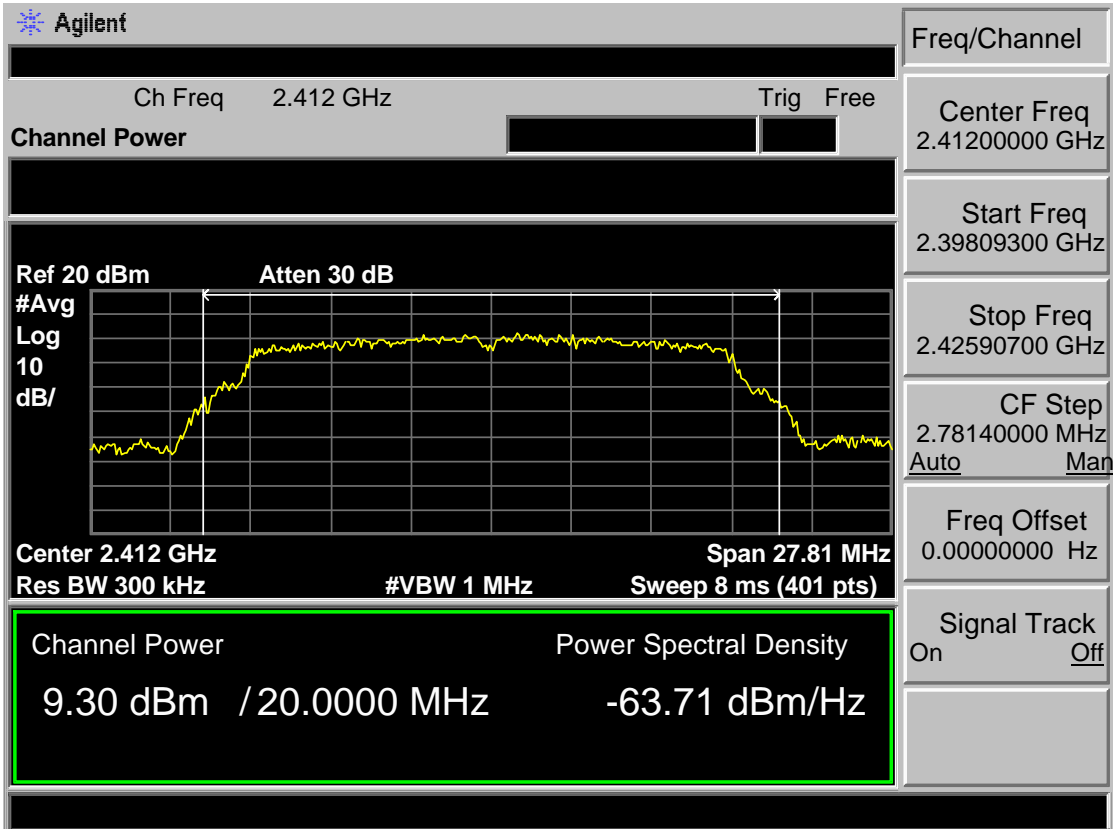 Agilent
Freq/Channel
Ch Freq 2.412 GHz Trig Free
Channel Power
Center Freq
2.41200000 GHz
Start Freq
2.39809300 GHz
Stop Freq
2.42590700 GHz
CF Step
2.78140000 MHz
Auto Man
Freq Offset
0.00000000 Hz
Signal Track
On Off
Ref 20 dBm Atten 30 dB
#Avg
Log
10
dB/
Center 2.412 GHz Span 27.81 MHz
Res BW 300 kHz #VBW 1 MHz Sweep 8 ms (401 pts)
Channel Power Power Spectral Density
9.30 dBm / 20.0000 MHz -63.71 dBm/Hz